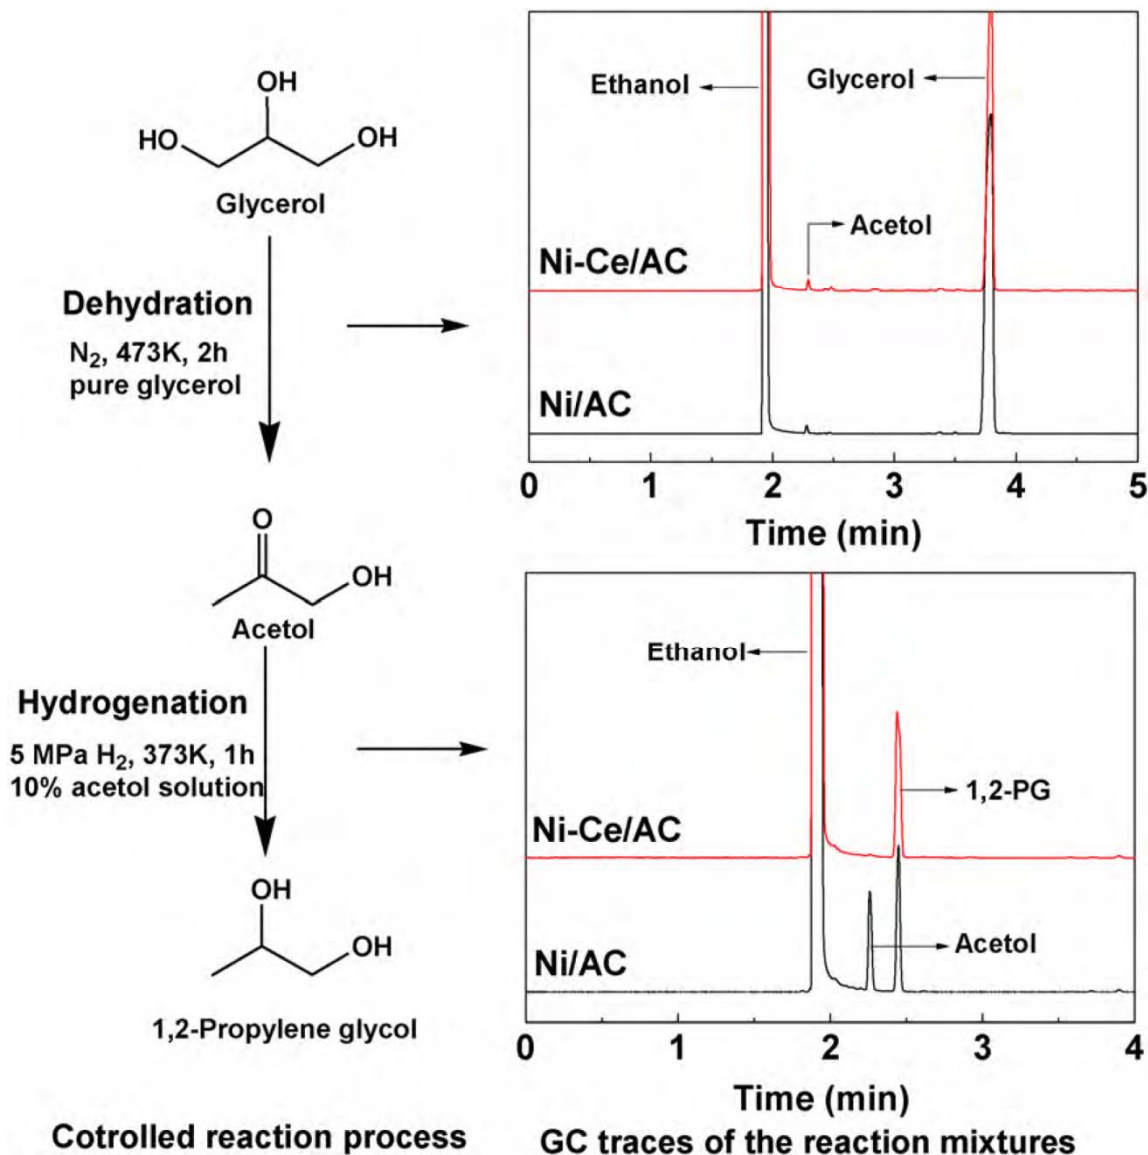 OH
HO
OH
Glycerol
Dehydration
N₂, 473K, 2h
pure glycerol
O
OH
Acetol
Hydrogenation
5 MPa H₂, 373K, 1h
10% acetol solution
OH
OH
1,2-Propylene glycol
Cotrolled reaction process
Ethanol
Glycerol
Acetol
Ni-Ce/AC
Ni/AC
0 1 2 3 4 5
Time (min)
Ethanol
1,2-PG
Ni-Ce/AC
Acetol
Ni/AC
0 1 2 3 4
Time (min)
GC traces of the reaction mixtures